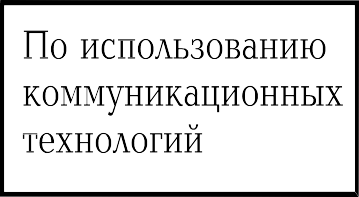 По использованию
коммуникационных
технологий